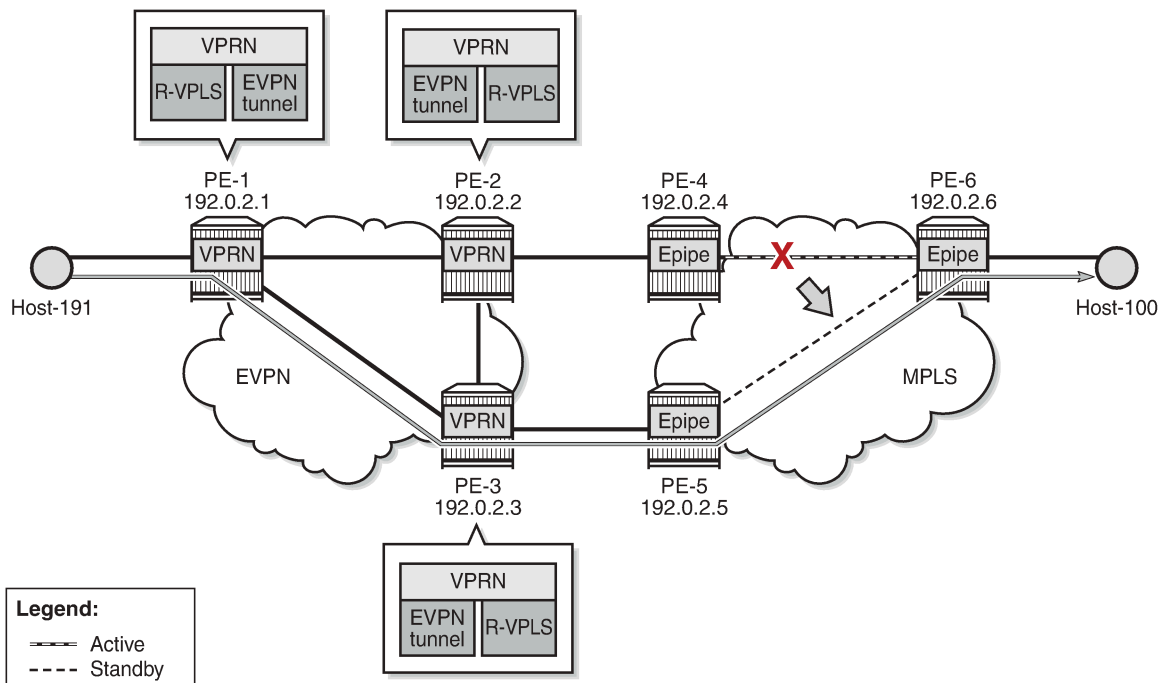 VPRN
R-VPLS
EVPN
tunnel
VPRN
EVPN
tunnel
R-VPLS
PE-1
192.0.2.1
PE-2
192.0.2.2
PE-4
192.0.2.4
PE-6
192.0.2.6
VPRN
VPRN
Epipe
X
Epipe
Host-191
Host-100
EVPN
MPLS
VPRN
Epipe
PE-3
192.0.2.3
PE-5
192.0.2.5
VPRN
EVPN
tunnel
R-VPLS
Legend:
Active
Standby